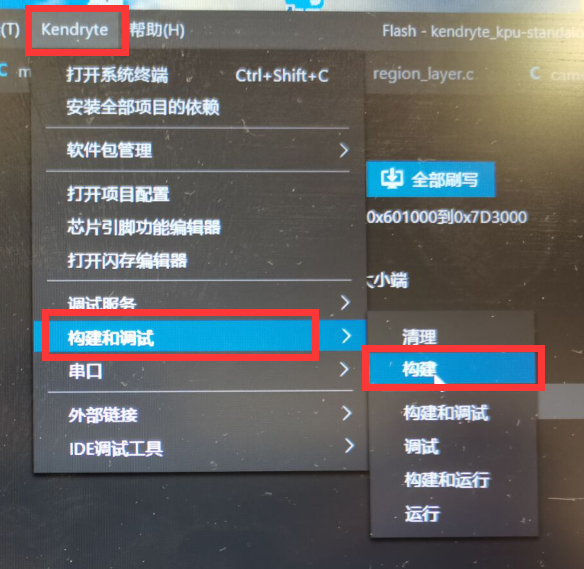 (T) Kendryte 帮助(H) Flash - kendryte_kpu-standalo
打开系统终端 Ctrl+Shift+C
region_layer.c
安装全部项目的依赖
软件包管理
全部刷写
打开项目配置
0x601000到0x7D3000
芯片引脚功能编辑器
打开闪存编辑器
大小端
调试服务
构建和调试
清理
串口
构建
外部链接
构建和调试
IDE调试工具
调试
构建和运行
运行